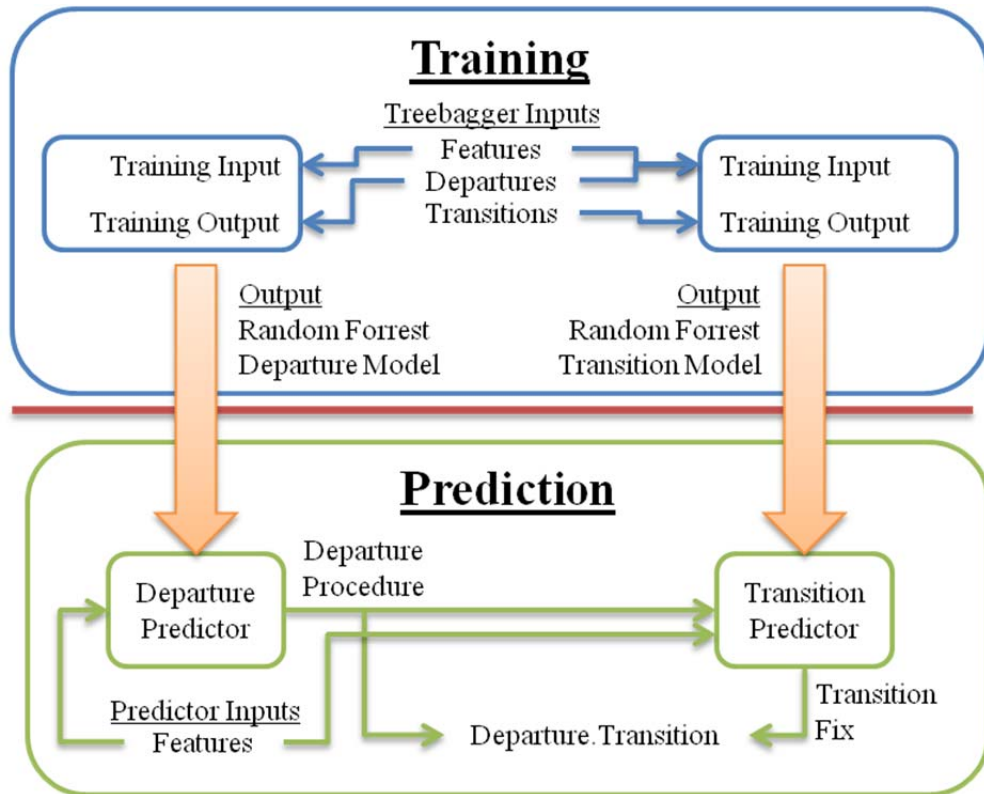 Training
Treebagger Inputs
Features
Departures
Transitions
Training Input
Training Output
Training Input
Training Output
Output
Random Forrest
Departure Model
Output
Random Forrest
Transition Model
Prediction
Departure
Predictor
Departure
Procedure
Transition
Predictor
Predictor Inputs
Features
Departure.Transition
Transition
Fix